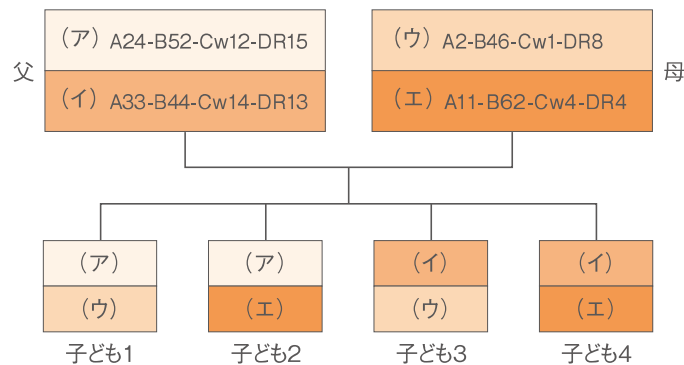 父
(ア) A24-B52-Cw12-DR15
(イ) A33-B44-Cw14-DR13
(ウ) A2-B46-Cw1-DR8
(エ) A11-B62-Cw4-DR4
母
(ア)
(ウ)
子ども1
(ア)
(エ)
子ども2
(イ)
(ウ)
子ども3
(イ)
(エ)
子ども4